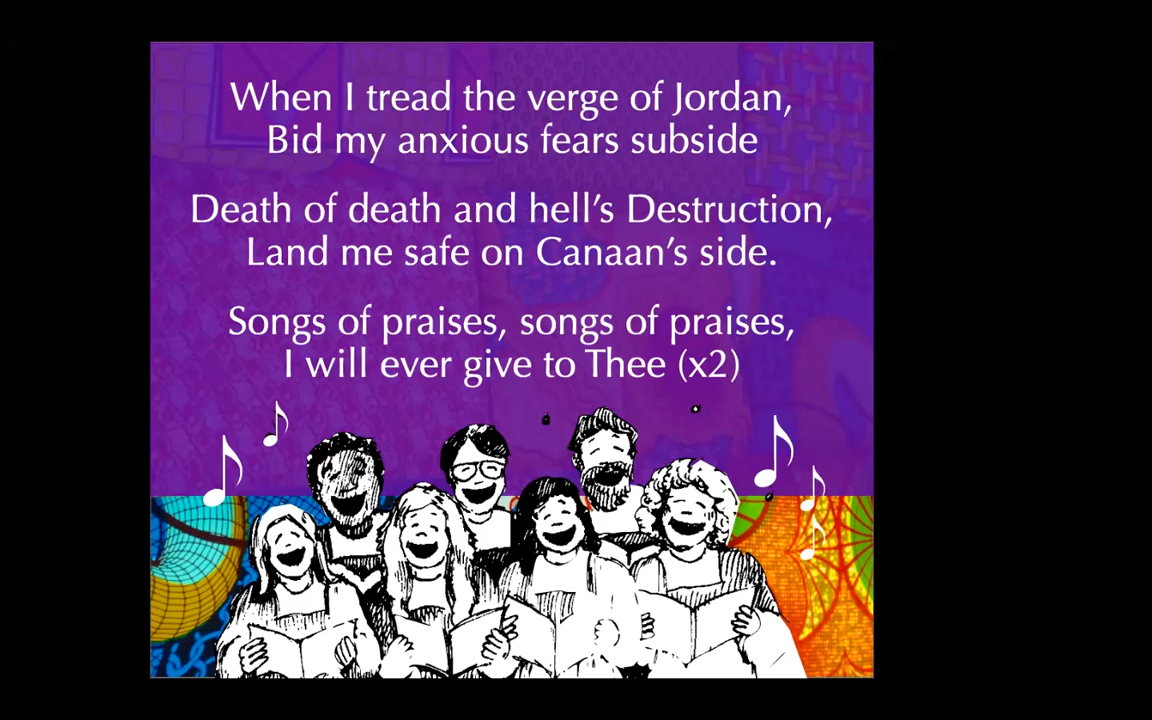 When I tread the verge of Jordan,
Bid my anxious fears subside
Death of death and hell’s Destruction,
Land me safe on Canaan’s side.
Songs of praises, songs of praises,
I will ever give to Thee (x2)